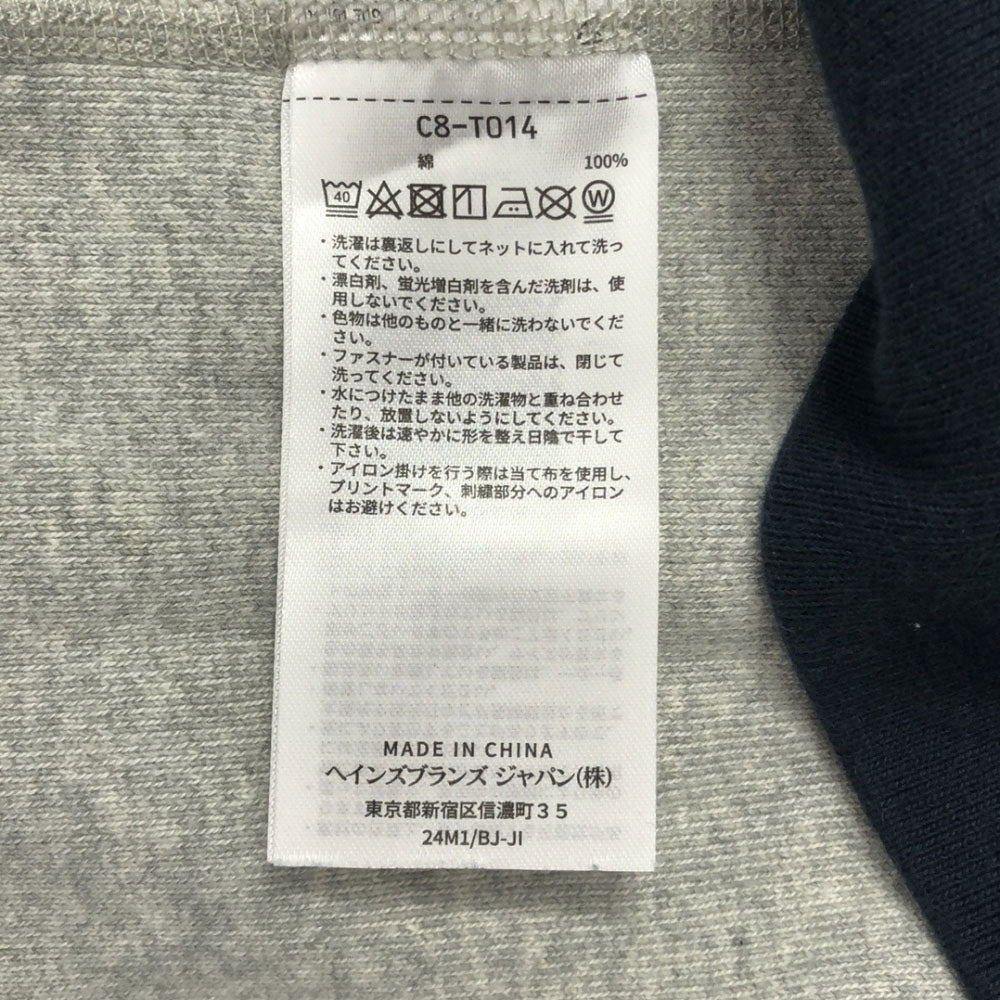 C8-T014
綿 100%
40 W
・洗濯は裏返しにしてネットに入れて洗っ
てください。
・漂白剤、蛍光増白剤を含んだ洗剤は、使
用しないでください。
・色物は他のものと一緒に洗わないでくだ
さい。
・ファスナーが付いている製品は、閉じて
洗ってください。
・水につけたまま他の洗濯物と重ね合わせ
たり、放置しないようにしてください。
・洗濯後は速やかに形を整え日陰で干して
下さい。
・アイロン掛けを行う際は当て布を使用し、
プリントマーク、刺繍部分へのアイロン
はお避けください。
MADE IN CHINA
ヘインズブランズ ジャパン(株)
東京都新宿区信濃町35
24M1/BJ-JI